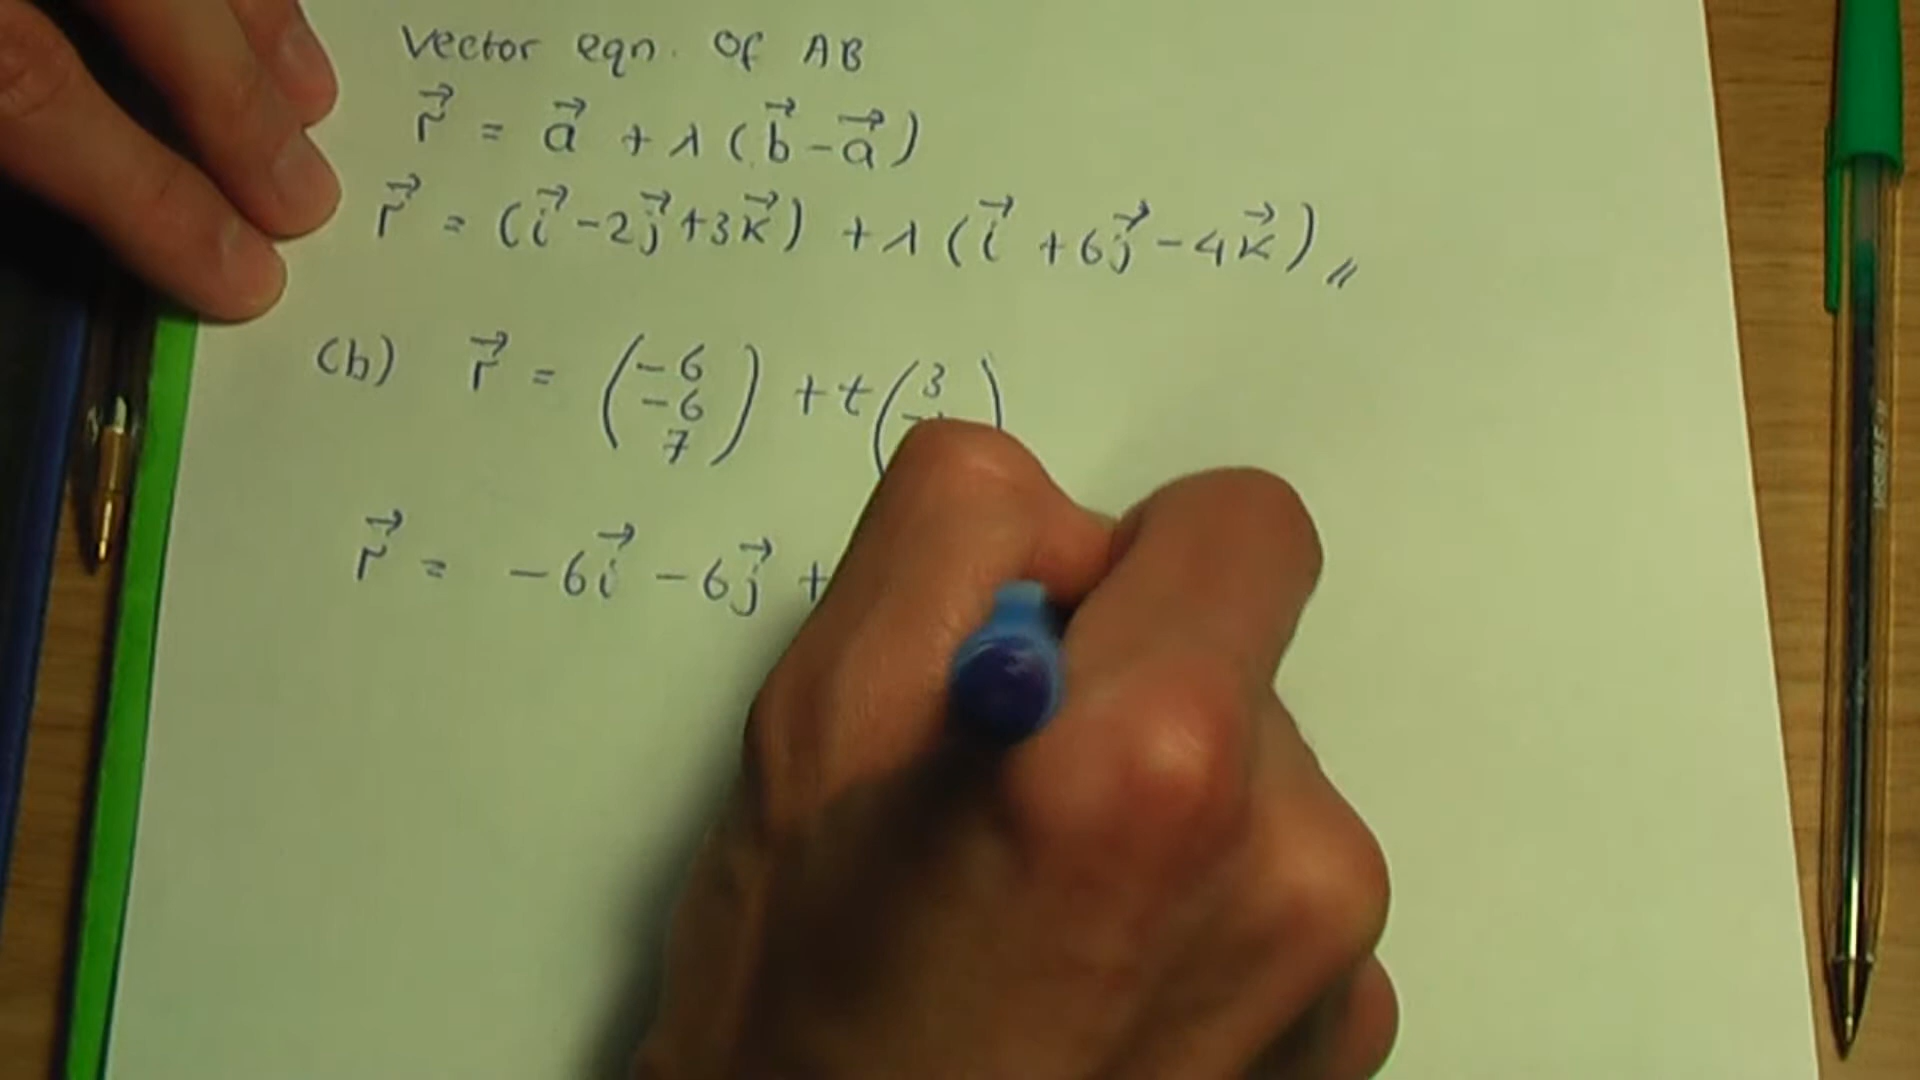 Vector eqn. of AB
r⃗ = a⃗ + λ (b⃗ - a⃗)
r⃗ = (i⃗ - 2j⃗ + 3k⃗) + λ (i⃗ + 6j⃗ - 4k⃗) //
(b) r⃗ = (-6 -6 7) + t (3
r⃗ = -6i⃗ - 6j⃗ +